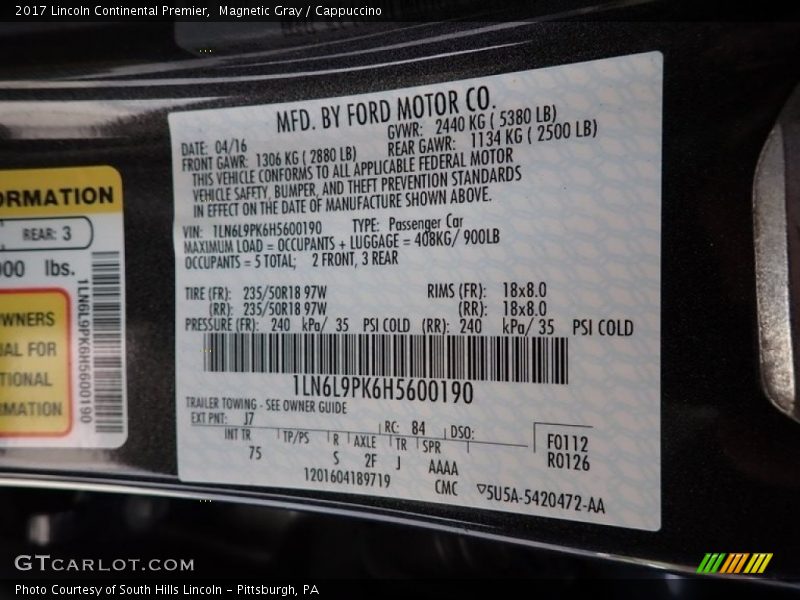 2017 Lincoln Continental Premier,  Magnetic Gray / Cappuccino
MFD. BY FORD MOTOR CO.
DATE: 04/16 GVWR: 2440 KG ( 5380 LB)
FRONT GAWR: 1306 KG ( 2880 LB) REAR GAWR: 1134 KG ( 2500 LB)
THIS VEHICLE CONFORMS TO ALL APPLICABLE FEDERAL MOTOR
VEHICLE SAFETY, BUMPER, AND THEFT PREVENTION STANDARDS
IN EFFECT ON THE DATE OF MANUFACTURE SHOWN ABOVE.
VIN: 1LN6L9PK6H5600190 TYPE: Passenger Car
MAXIMUM LOAD = OCCUPANTS + LUGGAGE = 408KG/ 900LB
OCCUPANTS = 5 TOTAL; 2 FRONT, 3 REAR
TIRE (FR): 235/50R18 97W RIMS (FR): 18x8.0
(RR): 235/50R18 97W (RR): 18x8.0
PRESSURE (FR): 240 kPa/ 35 PSI COLD (RR): 240 kPa/ 35 PSI COLD
1LN6L9PK6H5600190
TRAILER TOWING - SEE OWNER GUIDE
EXT PNT: J7 RC: 84 DSO:
INT TR TP/PS R AXLE TR SPR
75 S 2F J AAAA
F0112
R0126
1201604189719 CMC 5U5A-5420472-AA
ORMATION
REAR: 3
000 lbs.
WNERS
AL FOR
TIONAL
RMATION
1LN6L9PK6H5600190
GTCARLOT.COM
Photo Courtesy of South Hills Lincoln – Pittsburgh, PA